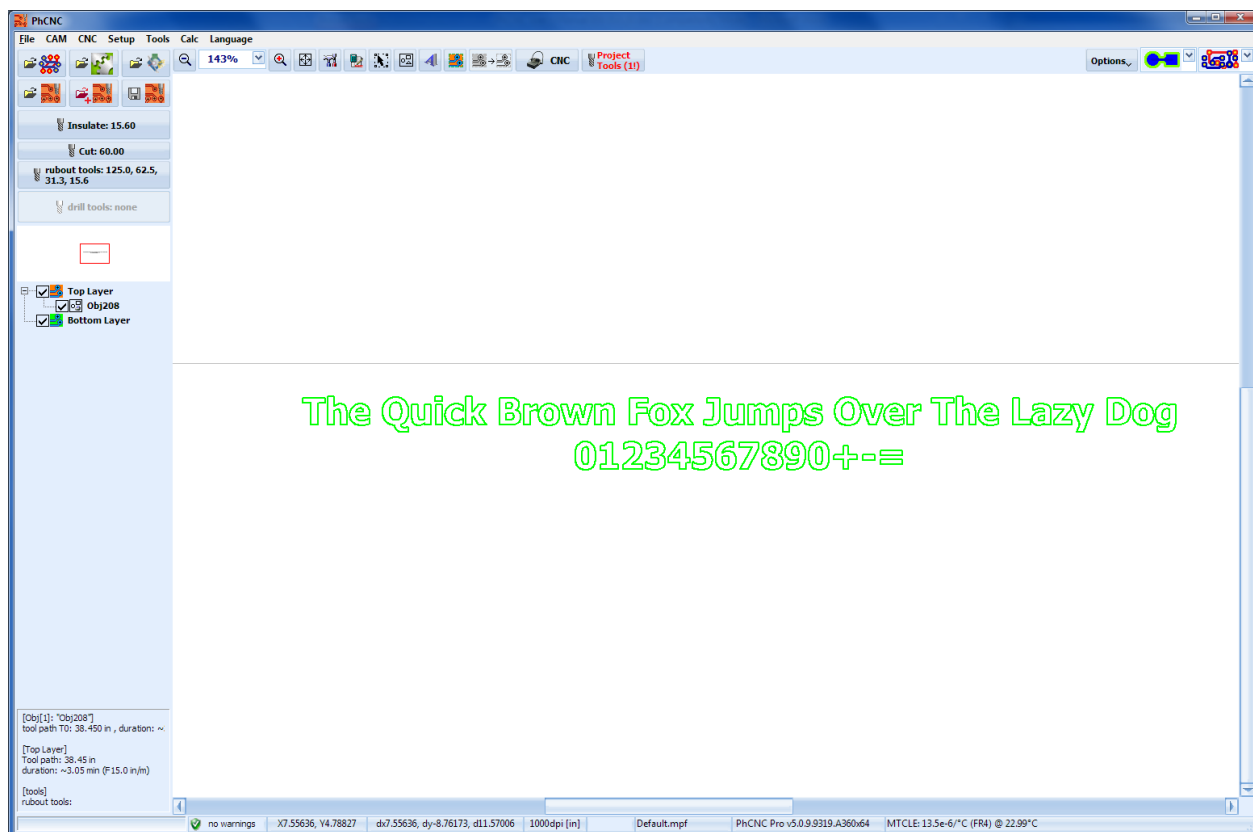 PhCNC
File CAM CNC Setup Tools Calc Language
143% CNC Project Tools (1!) Options
Insulate: 15.60
Cut: 60.00
rubout tools: 125.0, 62.5,
31.3, 15.6
drill tools: none
Top Layer
Obj208
Bottom Layer
The Quick Brown Fox Jumps Over The Lazy Dog
01234567890+-=
[Obj[1]: "Obj208"]
tool path T0: 38.450 in , duration: ~
[Top Layer]
Tool path: 38.45 in
duration: ~3.05 min (F15.0 in/m)
[tools]
rubout tools:
no warnings X7.55636, Y4.78827 dx7.55636, dy-8.76173, d11.57006 1000dpi [in] Default.mpf PhCNC Pro v5.0.9.9319.A360x64 MTCLE: 13.5e-6/°C (FR4) @ 22.99°C